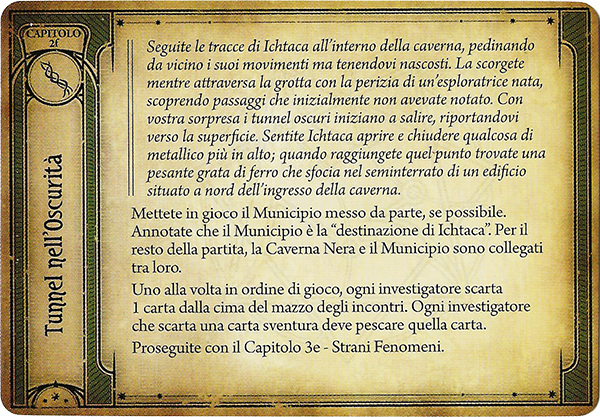 CAPITOLO
2f
Tunnel nell'Oscurità
Seguite le tracce di Ichtaca all'interno della caverna, pedinando
da vicino i suoi movimenti ma tenendovi nascosti. La scorgete
mentre attraversa la grotta con la perizia di un'esploratrice nata,
scoprendo passaggi che inizialmente non avevate notato. Con
vostra sorpresa i tunnel oscuri iniziano a salire, riportandovi
verso la superficie. Sentite Ichtaca aprire e chiudere qualcosa di
metallico più in alto; quando raggiungete quel punto trovate una
pesante grata di ferro che sfocia nel seminterrato di un edificio
situato a nord dell'ingresso della caverna.
Mettete in gioco il Municipio messo da parte, se possibile.
Annotate che il Municipio è la “destinazione di Ichtaca”. Per il
resto della partita, la Caverna Nera e il Municipio sono collegati
tra loro.
Uno alla volta in ordine di gioco, ogni investigatore scarta
1 carta dalla cima del mazzo degli incontri. Ogni investigatore
che scarta una carta sventura deve pescare quella carta.
Proseguite con il Capitolo 3e - Strani Fenomeni.